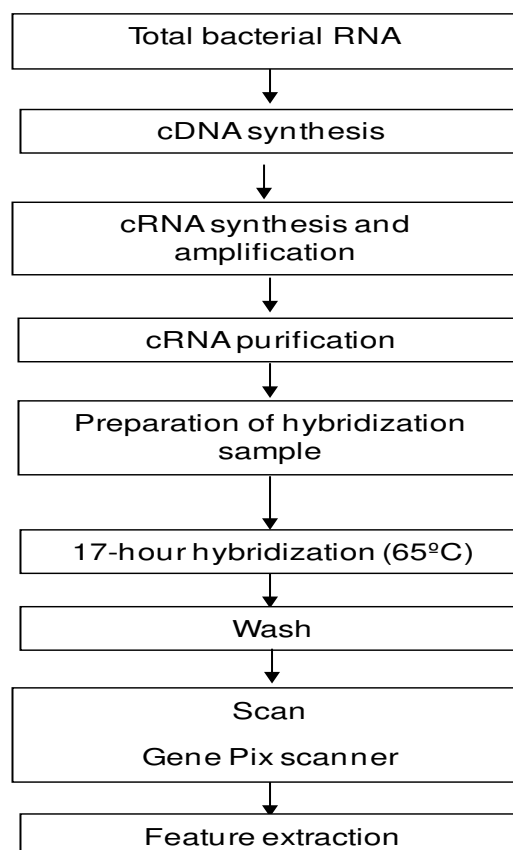 Total bacterial RNA
cDNA synthesis
cRNA synthesis and
amplification
cRNA purification
Preparation of hybridization
sample
17-hour hybridization (65ºC)
Wash
Scan
Gene Pix scanner
Feature extraction